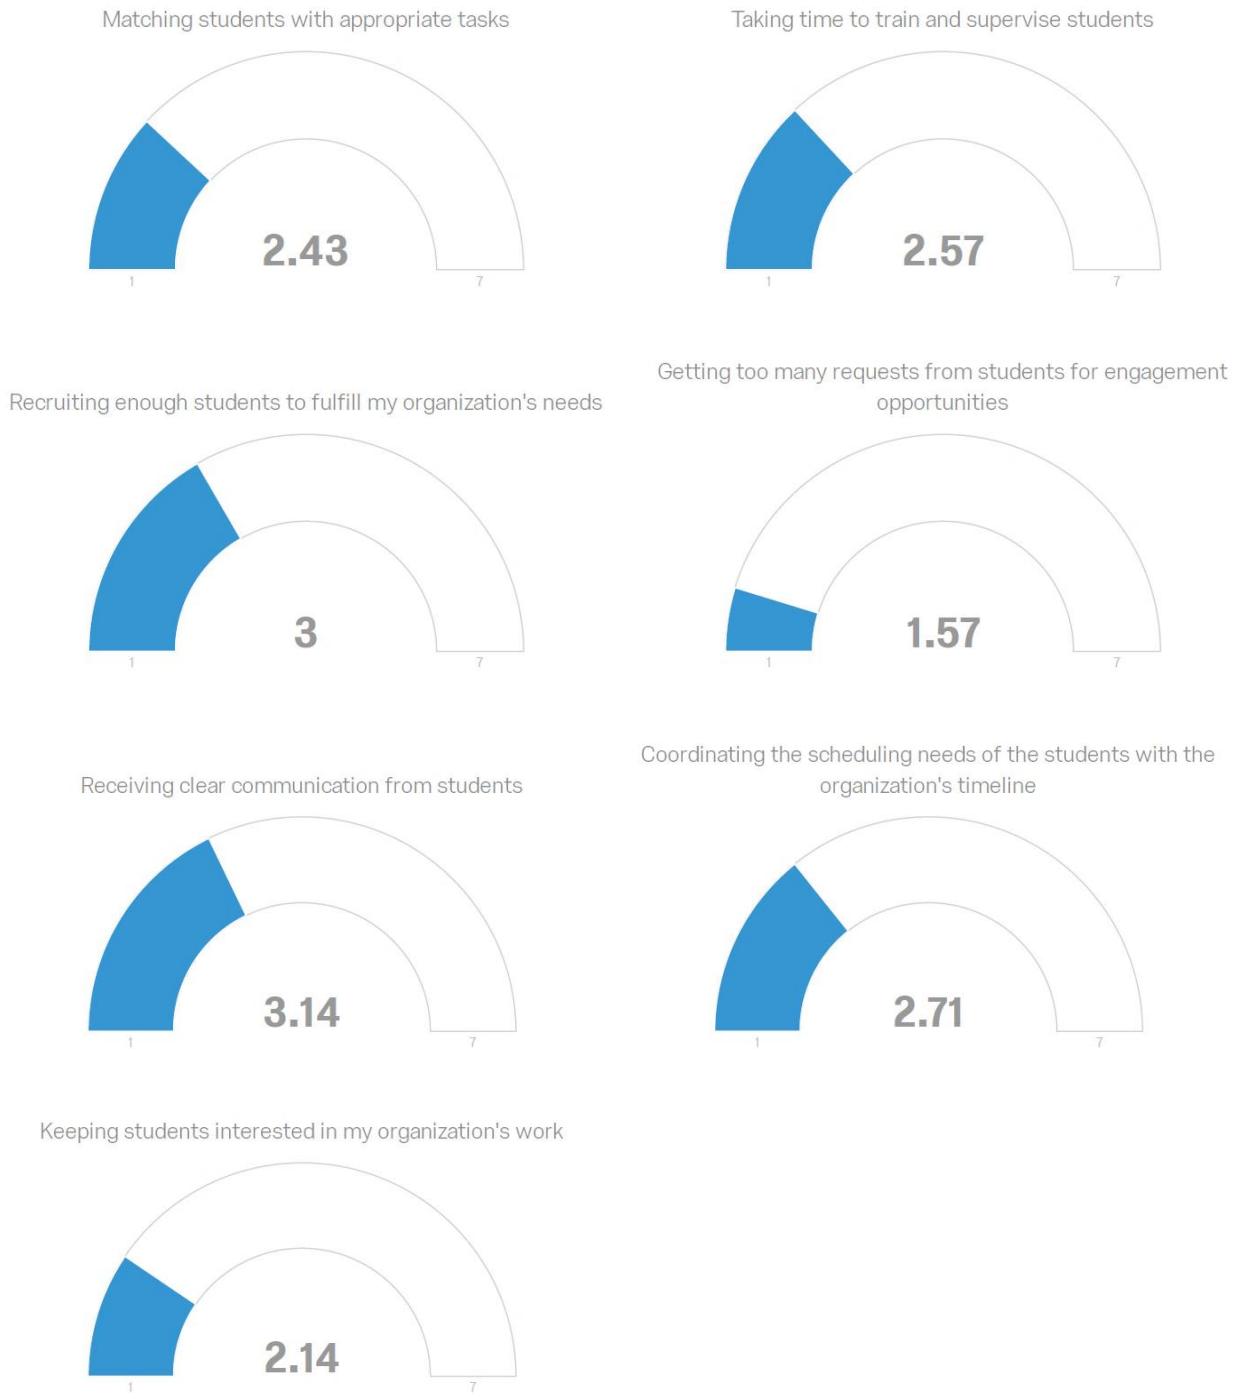 Matching students with appropriate tasks
2.43
1
7
Taking time to train and supervise students
2.57
1
7
Recruiting enough students to fulfill my organization's needs
3
1
7
Getting too many requests from students for engagement
opportunities
1.57
1
7
Receiving clear communication from students
3.14
1
7
Coordinating the scheduling needs of the students with the
organization's timeline
2.71
1
7
Keeping students interested in my organization's work
2.14
1
7